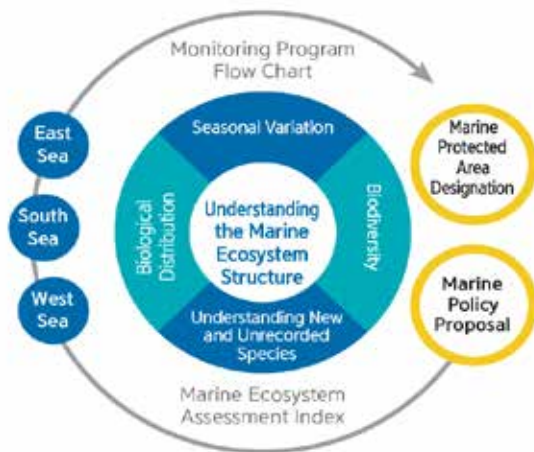 Monitoring Program
Flow Chart
East
Sea
South
Sea
West
Sea
Seasonal Variation
Biological
Distribution
Understanding
the Marine
Ecosystem
Structure
Biodiversity
Understanding New
and Unrecorded
Species
Marine
Protected
Area
Designation
Marine
Policy
Proposal
Marine Ecosystem
Assessment Index